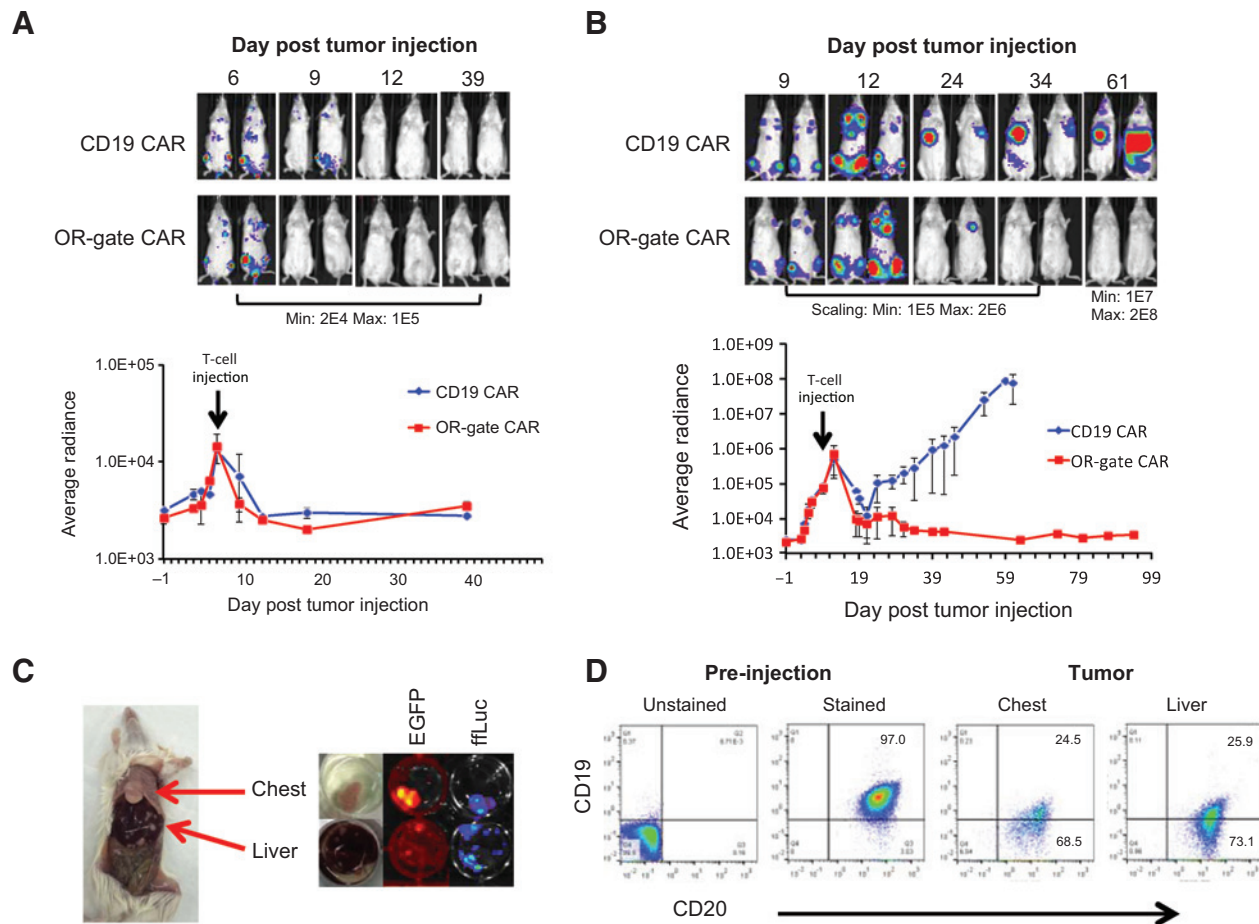 A
Day post tumor injection
6 9 12 39
CD19 CAR
OR-gate CAR
Min: 2E4 Max: 1E5
1.0E+05
1.0E+04
1.0E+03
Average radiance
T-cell
injection
CD19 CAR
OR-gate CAR
–1 10 20 30 40
Day post tumor injection
B
Day post tumor injection
9 12 24 34 61
CD19 CAR
OR-gate CAR
Scaling: Min: 1E5 Max: 2E6
Min: 1E7
Max: 2E8
1.0E+09
1.0E+08
1.0E+07
1.0E+06
1.0E+05
1.0E+04
1.0E+03
Average radiance
T-cell
injection
CD19 CAR
OR-gate CAR
–1 19 39 59 79 99
Day post tumor injection
C
Chest
Liver
EGFP
ffLuc
D
Pre-injection Tumor
Unstained Stained Chest Liver
97.0 24.5 25.9
68.5 73.1
CD19
CD20